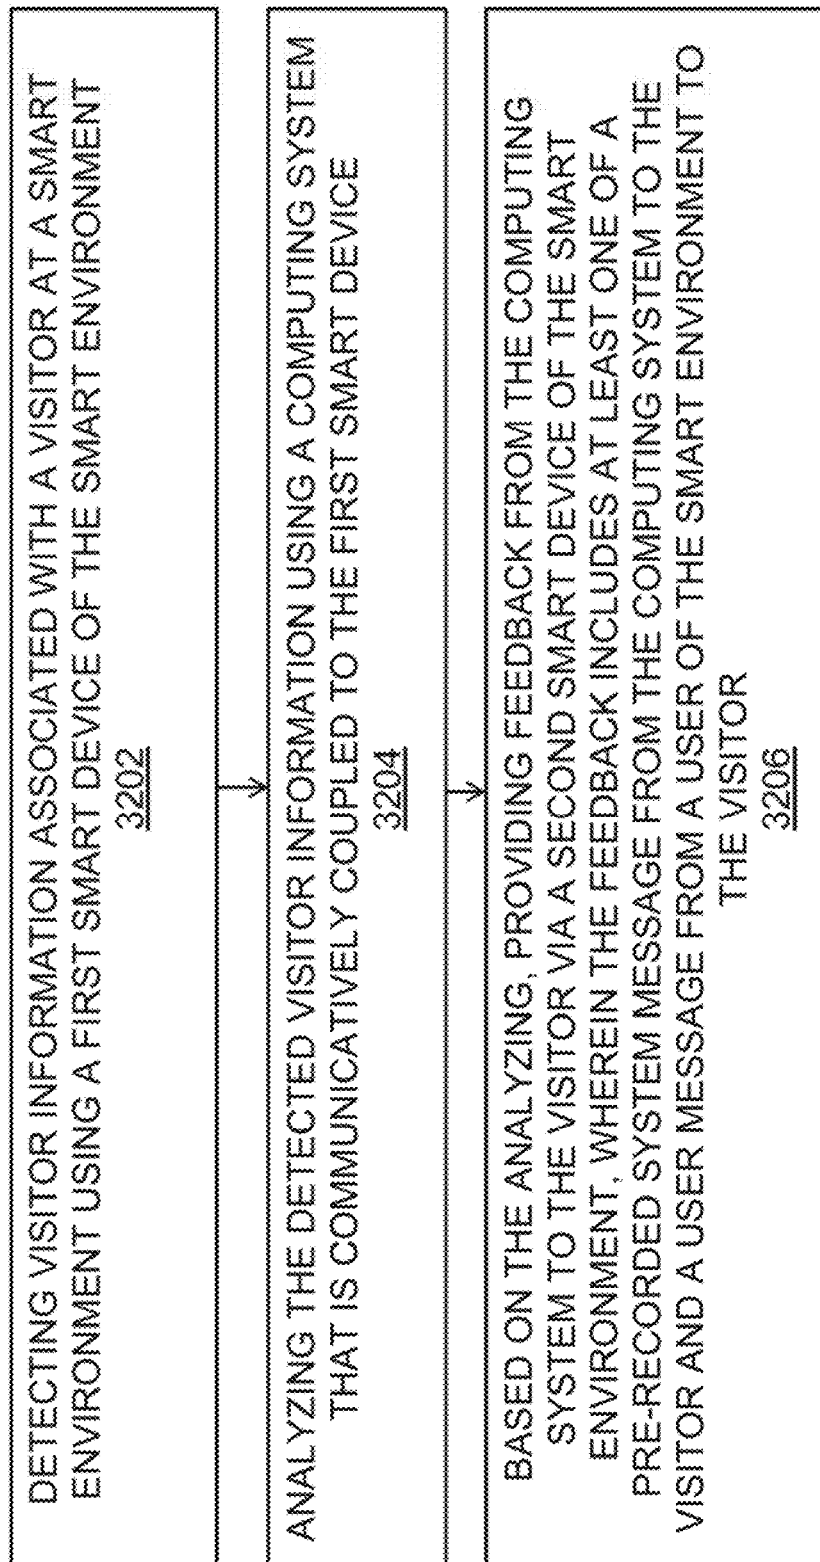 DETECTING VISITOR INFORMATION ASSOCIATED WITH A VISITOR AT A SMART
ENVIRONMENT USING A FIRST SMART DEVICE OF THE SMART ENVIRONMENT
3202
ANALYZING THE DETECTED VISITOR INFORMATION USING A COMPUTING SYSTEM
THAT IS COMMUNICATIVELY COUPLED TO THE FIRST SMART DEVICE
3204
BASED ON THE ANALYZING, PROVIDING FEEDBACK FROM THE COMPUTING
SYSTEM TO THE VISITOR VIA A SECOND SMART DEVICE OF THE SMART
ENVIRONMENT, WHEREIN THE FEEDBACK INCLUDES AT LEAST ONE OF A
PRE-RECORDED SYSTEM MESSAGE FROM THE COMPUTING SYSTEM TO THE
VISITOR AND A USER MESSAGE FROM A USER OF THE SMART ENVIRONMENT TO
THE VISITOR
3206